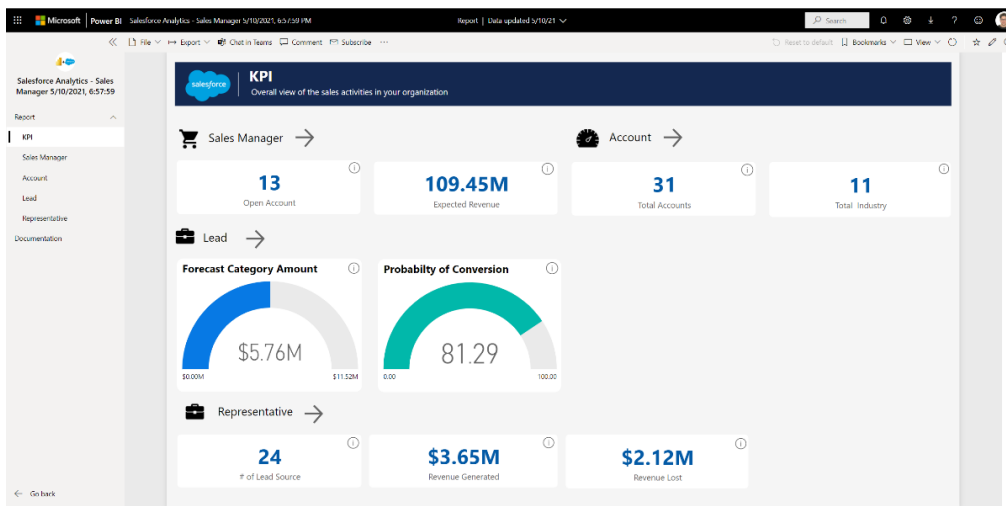 Microsoft Power BI Salesforce Analytics - Sales Manager 5/10/2021, 6:57:59 PM Report | Data updated 5/10/21 Search
File Export Chat in Teams Comment Subscribe ... Reset to default Bookmarks View
Salesforce Analytics - Sales
Manager 5/10/2021, 6:57:59
Report
KPI
Sales Manager
Account
Lead
Representative
Documentation
Go back
salesforce
KPI
Overall view of the sales activities in your organization
Sales Manager
Account
13
Open Account
109.45M
Expected Revenue
31
Total Accounts
11
Total Industry
Lead
Forecast Category Amount
$5.76M
$0.00M
$11.52M
Probabilty of Conversion
81.29
0.00
100.00
Representative
24
# of Lead Source
$3.65M
Revenue Generated
$2.12M
Revenue Lost